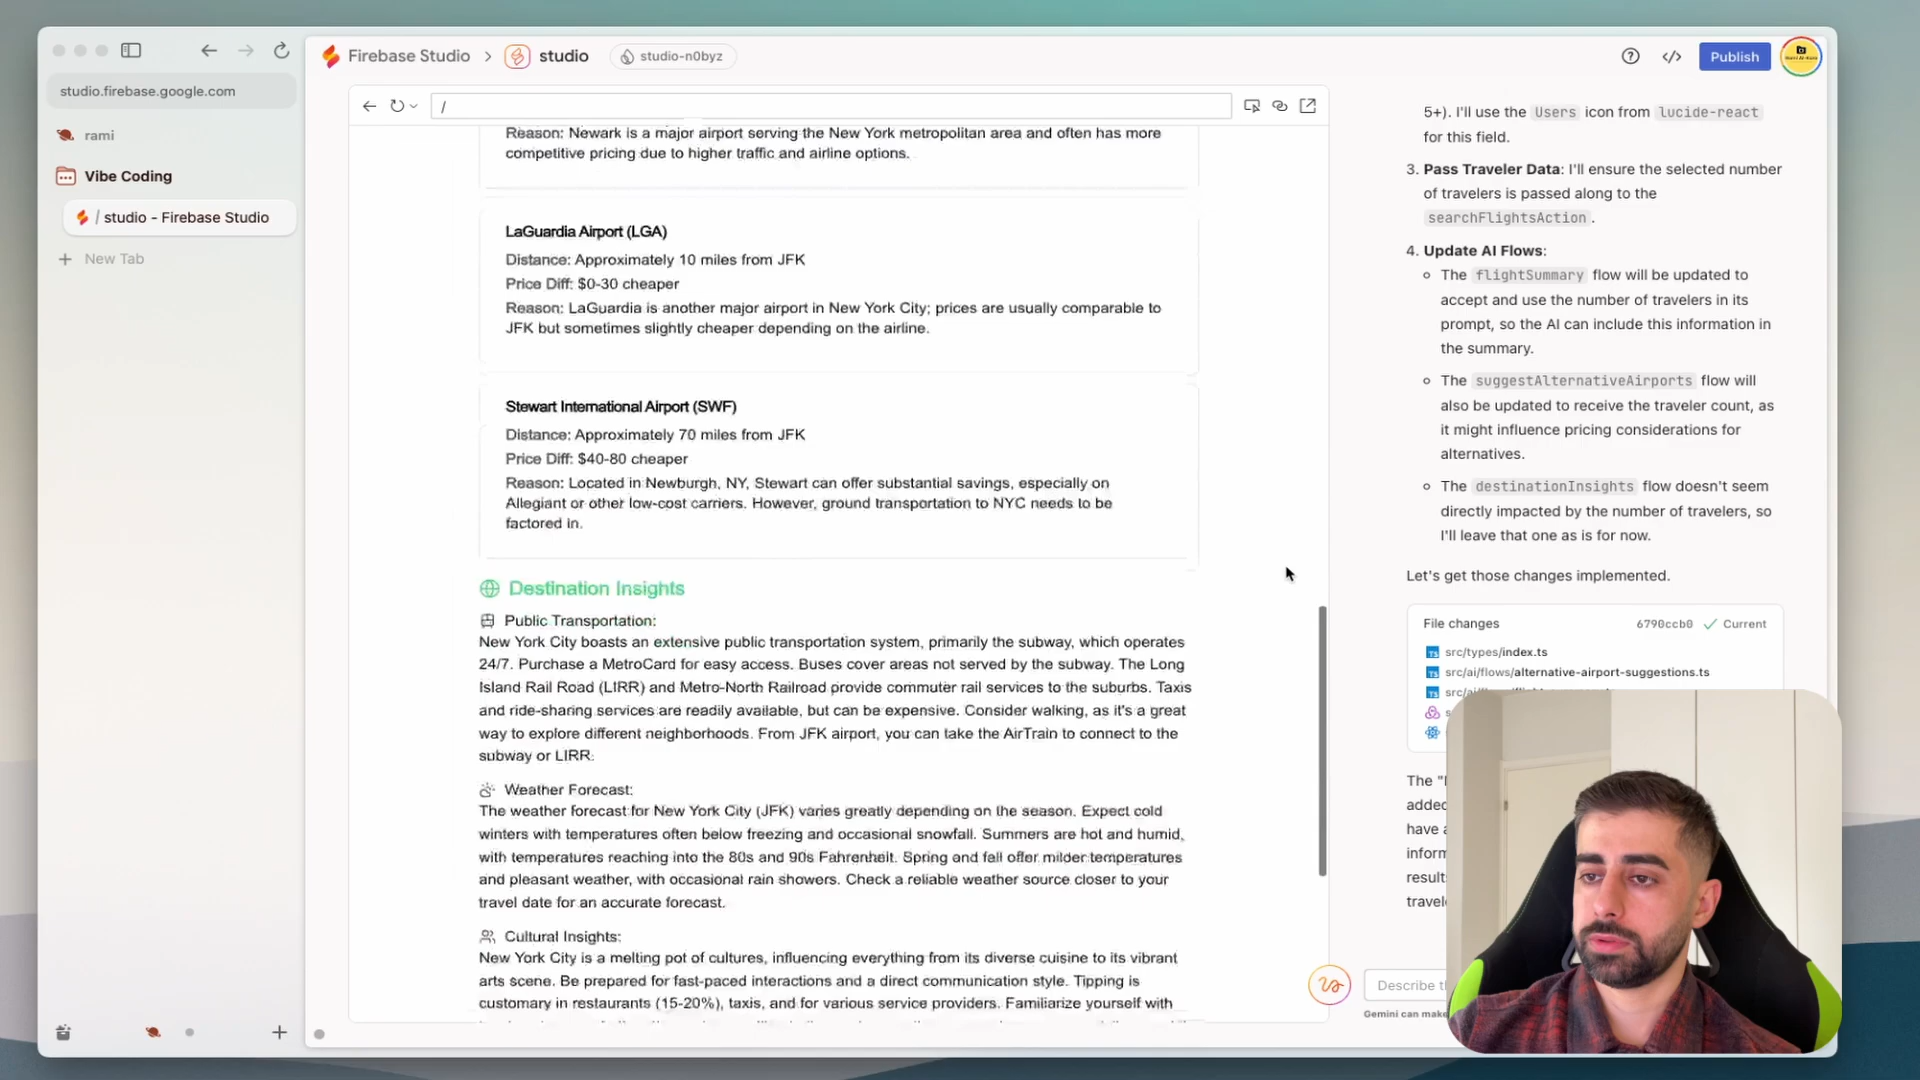 Firebase Studio > studio studio-n0byz
Publish
studio.firebase.google.com
rami
Vibe Coding
/ studio - Firebase Studio
New Tab
/
Reason: Newark is a major airport serving the New York metropolitan area and often has more
competitive pricing due to higher traffic and airline options.
LaGuardia Airport (LGA)
Distance: Approximately 10 miles from JFK
Price Diff: $0-30 cheaper
Reason: LaGuardia is another major airport in New York City; prices are usually comparable to
JFK but sometimes slightly cheaper depending on the airline.
Stewart International Airport (SWF)
Distance: Approximately 70 miles from JFK
Price Diff: $40-80 cheaper
Reason: Located in Newburgh, NY, Stewart can offer substantial savings, especially on
Allegiant or other low-cost carriers. However, ground transportation to NYC needs to be
factored in.
Destination Insights
Public Transportation:
New York City boasts an extensive public transportation system, primarily the subway, which operates
24/7. Purchase a MetroCard for easy access. Buses cover areas not served by the subway. The Long
Island Rail Road (LIRR) and Metro-North Railroad provide commuter rail services to the suburbs. Taxis
and ride-sharing services are readily available, but can be expensive. Consider walking, as it's a great
way to explore different neighborhoods. From JFK airport, you can take the AirTrain to connect to the
subway or LIRR.
Weather Forecast:
The weather forecast for New York City (JFK) varies greatly depending on the season. Expect cold
winters with temperatures often below freezing and occasional snowfall. Summers are hot and humid,
with temperatures reaching into the 80s and 90s Fahrenheit. Spring and fall offer milder temperatures
and pleasant weather, with occasional rain showers. Check a reliable weather source closer to your
travel date for an accurate forecast.
Cultural Insights:
New York City is a melting pot of cultures, influencing everything from its diverse cuisine to its vibrant
arts scene. Be prepared for fast-paced interactions and a direct communication style. Tipping is
customary in restaurants (15-20%), taxis, and for various service providers. Familiarize yourself with
5+). I'll use the Users icon from lucide-react
for this field.
3. Pass Traveler Data: I'll ensure the selected number
of travelers is passed along to the
searchFlightsAction.
4. Update AI Flows:
The flightSummary flow will be updated to
accept and use the number of travelers in its
prompt, so the AI can include this information in
the summary.
The suggestAlternativeAirports flow will
also be updated to receive the traveler count, as
it might influence pricing considerations for
alternatives.
The destinationInsights flow doesn't seem
directly impacted by the number of travelers, so
I'll leave that one as is for now.
Let's get those changes implemented.
File changes 6790ccb0 Current
TS src/types/index.ts
TS src/ai/flows/alternative-airport-suggestions.ts
TS
The
added
have
Gemini can make